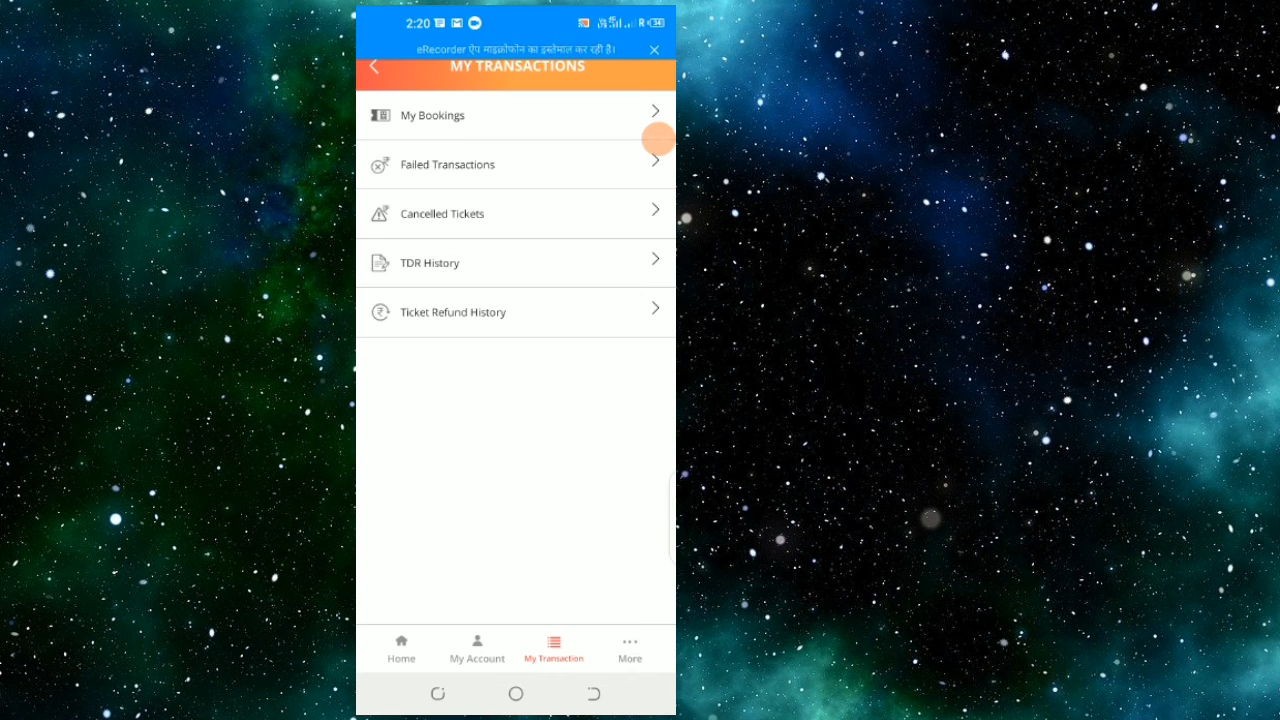 2:20
R 34
eRecorder ऐप माइक्रोफोन का इस्तेमाल कर रही है।
MY TRANSACTIONS
My Bookings
Failed Transactions
Cancelled Tickets
TDR History
Ticket Refund History
Home My Account My Transaction More